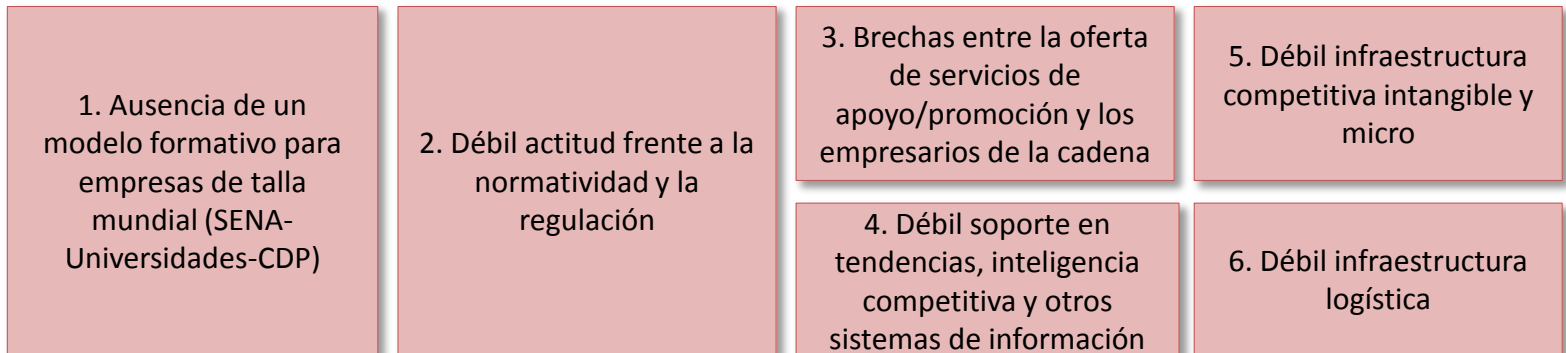 1. Ausencia de un
modelo formativo para
empresas de talla
mundial (SENA-
Universidades-CDP)
2. Débil actitud frente a la
normatividad y la
regulación
3. Brechas entre la oferta
de servicios de
apoyo/promoción y los
empresarios de la cadena
4. Débil soporte en
tendencias, inteligencia
competitiva y otros
sistemas de información
5. Débil infraestructura
competitiva intangible y
micro
6. Débil infraestructura
logística